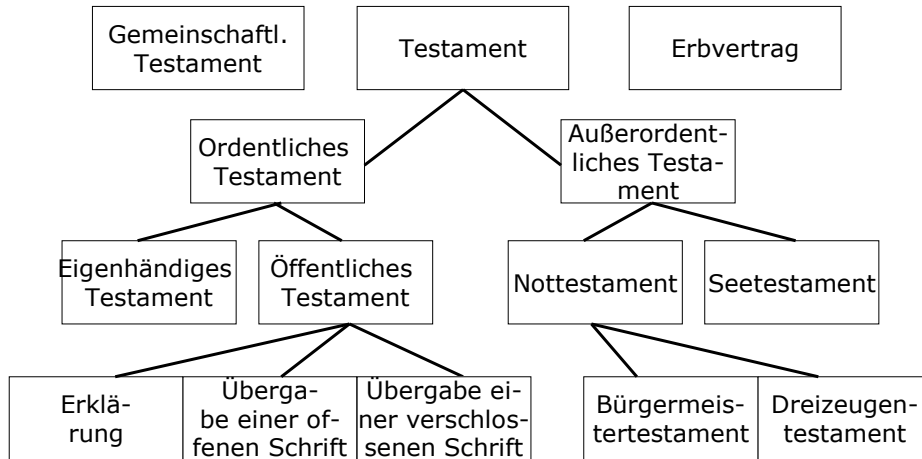 Gemeinschaftl.
Testament
Testament
Erbvertrag
Ordentliches
Testament
Außerordent-
liches Testa-
ment
Eigenhändiges
Testament
Öffentliches
Testament
Nottestament
Seetestament
Erklä-
rung
Überga-
be einer of-
fenen Schrift
Übergabe ei-
ner verschlos-
senen Schrift
Bürgermeis-
tertestament
Dreizeugen-
testament